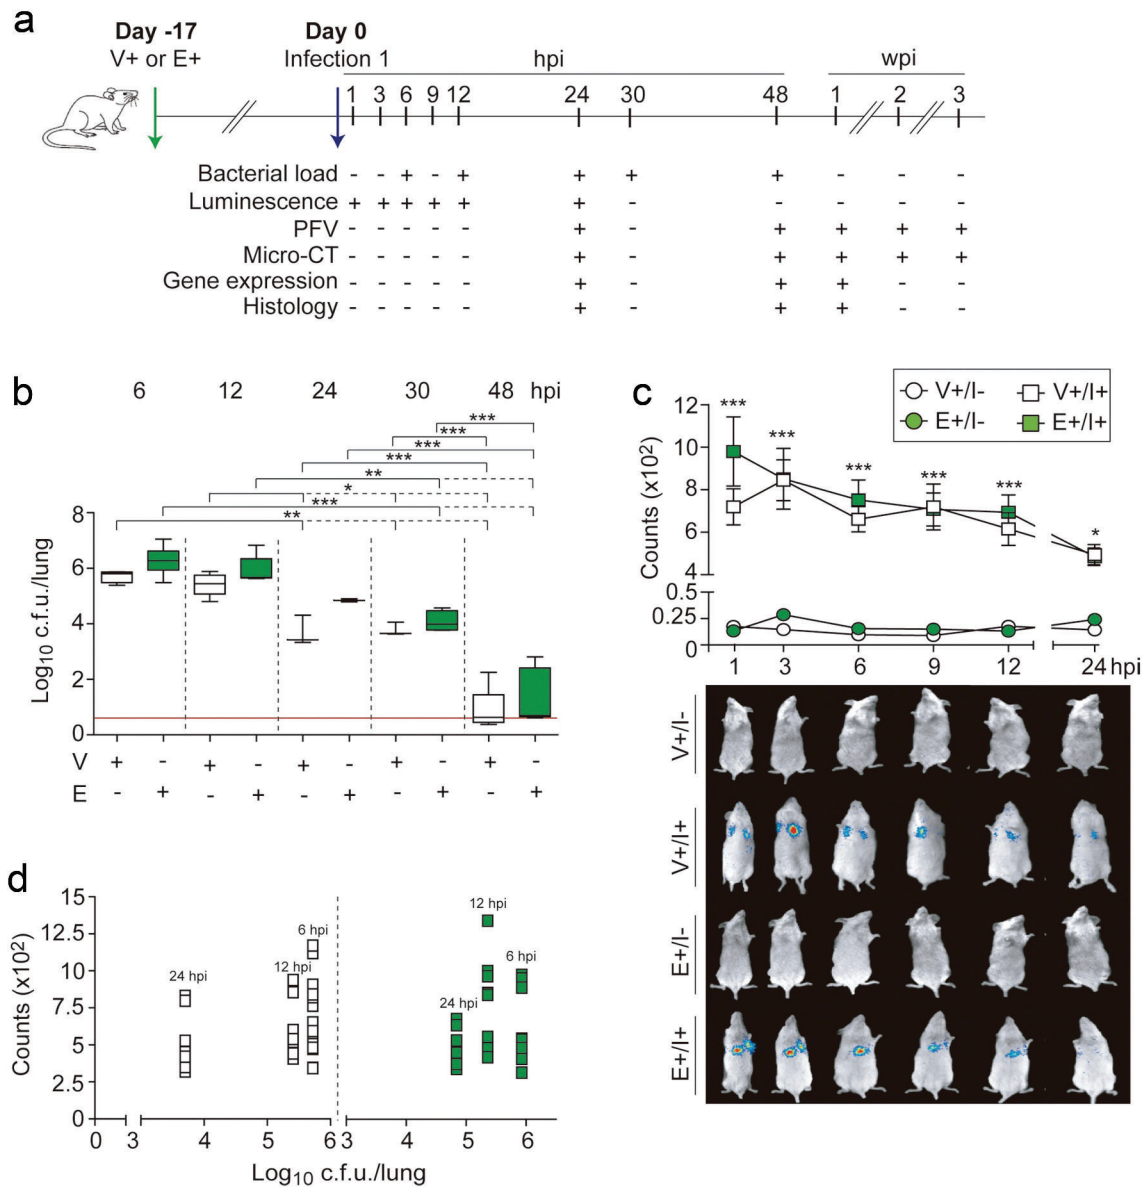 a
Day -17
V+ or E+
Day 0
Infection 1
hpi
wpi
1 3 6 9 12 24 30 48 1 2 3
Bacterial load - - + - + + + + - - -
Luminescence + + + + + + - - - - -
PFV - - - - - + - + + + +
Micro-CT - - - - - + - + + + +
Gene expression - - - - - + - + + - -
Histology - - - - - + - + + - -
b
6 12 24 30 48 hpi
***
***
***
***
**
*
***
**
Log10 c.f.u./lung
8
6
4
2
0
V + - + - + - + - + -
E - + - + - + - + - +
c
V+/I- V+/I+
E+/I- E+/I+
Counts (x10²)
12
10
8
6
4
0.25
0.5
0
*** *** *** *** *** *
1 3 6 9 12 24 hpi
V+/I-
V+/I+
E+/I-
E+/I+
d
Counts (x10²)
15
12.5
10
7.5
5
2.5
0
24 hpi
12 hpi
6 hpi
24 hpi
12 hpi
6 hpi
0 3 4 5 6 3 4 5 6
Log10 c.f.u./lung